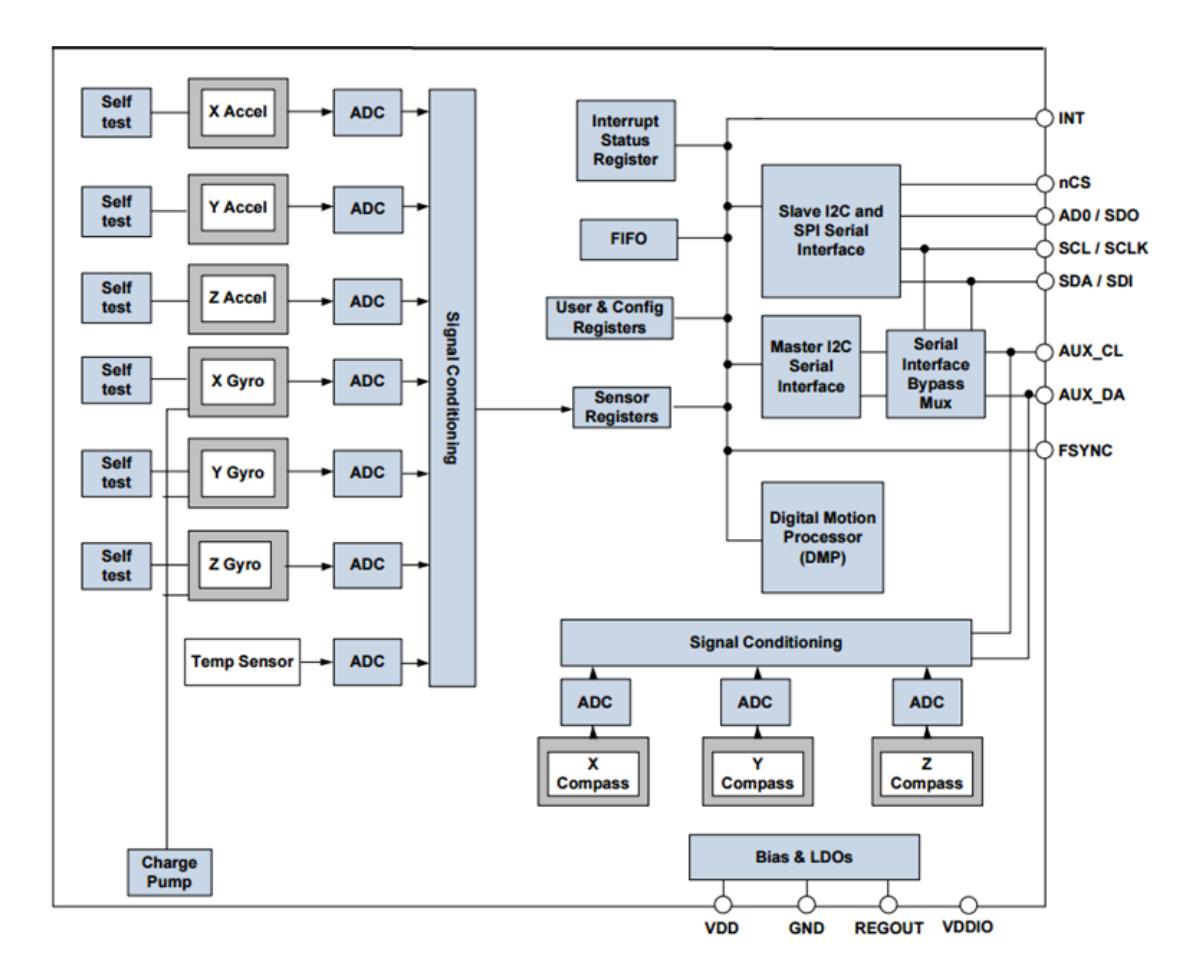 Self
test
X Accel
ADC
Self
test
Y Accel
ADC
Self
test
Z Accel
ADC
Self
test
X Gyro
ADC
Self
test
Y Gyro
ADC
Self
test
Z Gyro
ADC
Temp Sensor
ADC
Signal Conditioning
Charge
Pump
Interrupt
Status
Register
FIFO
User & Config
Registers
Sensor
Registers
Slave I2C and
SPI Serial
Interface
Master I2C
Serial
Interface
Serial
Interface
Bypass
Mux
Digital Motion
Processor
(DMP)
INT
nCS
AD0 / SDO
SCL / SCLK
SDA / SDI
AUX_CL
AUX_DA
FSYNC
Signal Conditioning
ADC
ADC
ADC
X
Compass
Y
Compass
Z
Compass
Bias & LDOs
VDD
GND
REGOUT
VDDIO